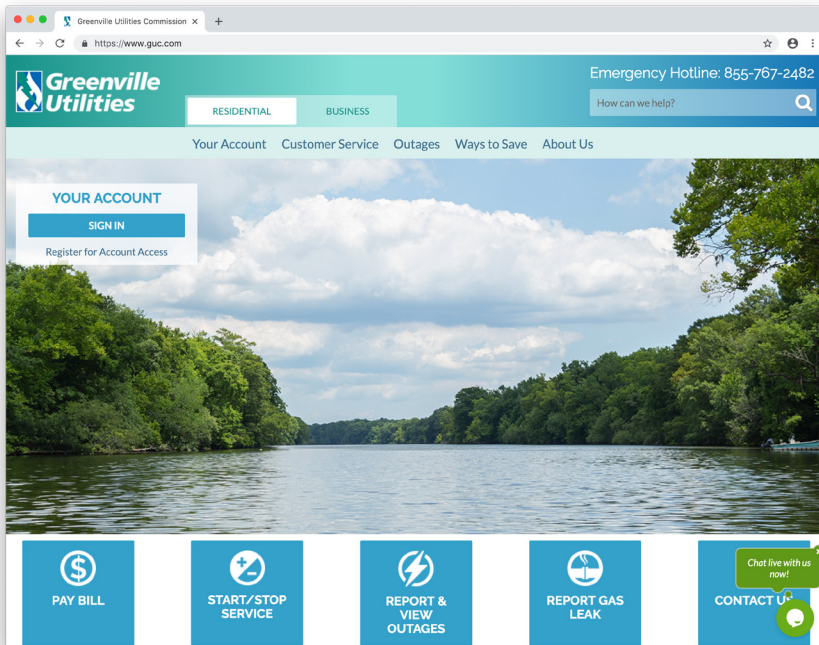 Greenville Utilities Commission
https://www.guc.com
Greenville
Utilities
Emergency Hotline: 855-767-2482
How can we help?
RESIDENTIAL
BUSINESS
Your Account Customer Service Outages Ways to Save About Us
YOUR ACCOUNT
SIGN IN
Register for Account Access
PAY BILL
START/STOP
SERVICE
REPORT &
VIEW
OUTAGES
REPORT GAS
LEAK
CONTACT US
Chat live with us
now!